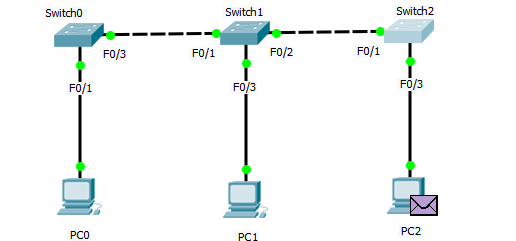 Switch0
Switch1
Switch2
F0/3
F0/1
F0/2
F0/1
F0/1
F0/3
F0/3
PC0
PC1
PC2